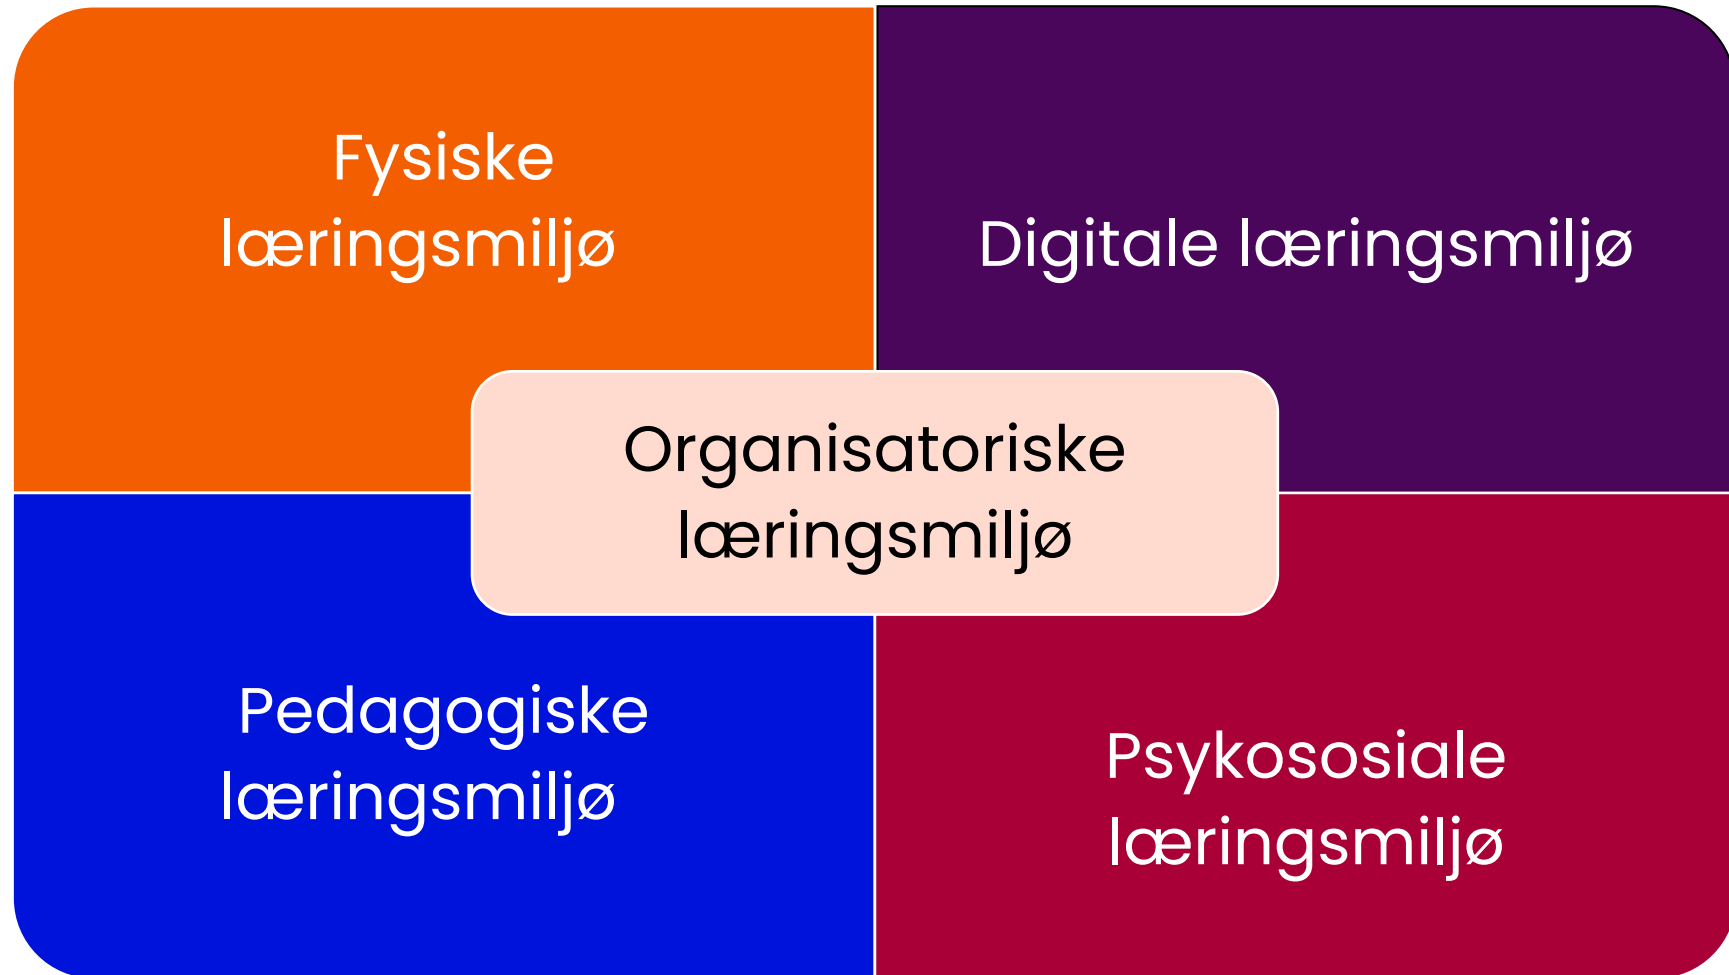 Fysiske
læringsmiljø
Digitale læringsmiljø
Organisatoriske
læringsmiljø
Pedagogiske
læringsmiljø
Psykososiale
læringsmiljø